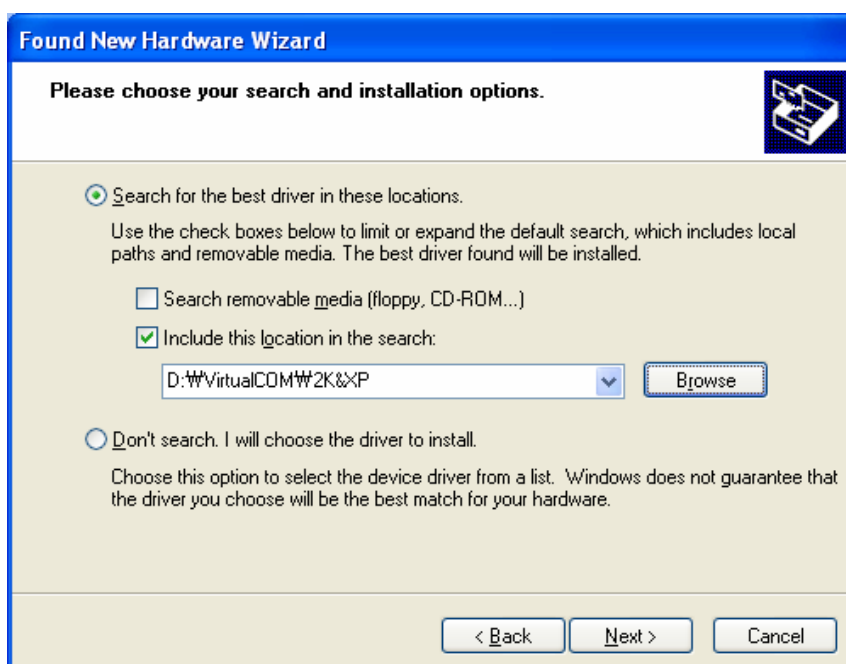 Found New Hardware Wizard
Please choose your search and installation options.
Search for the best driver in these locations.
Use the check boxes below to limit or expand the default search, which includes local
paths and removable media. The best driver found will be installed.
Search removable media (floppy, CD-ROM...)
Include this location in the search:
D:₩VirtualCOM₩2K&XP
Browse
Don't search. I will choose the driver to install.
Choose this option to select the device driver from a list. Windows does not guarantee that
the driver you choose will be the best match for your hardware.
< Back
Next >
Cancel